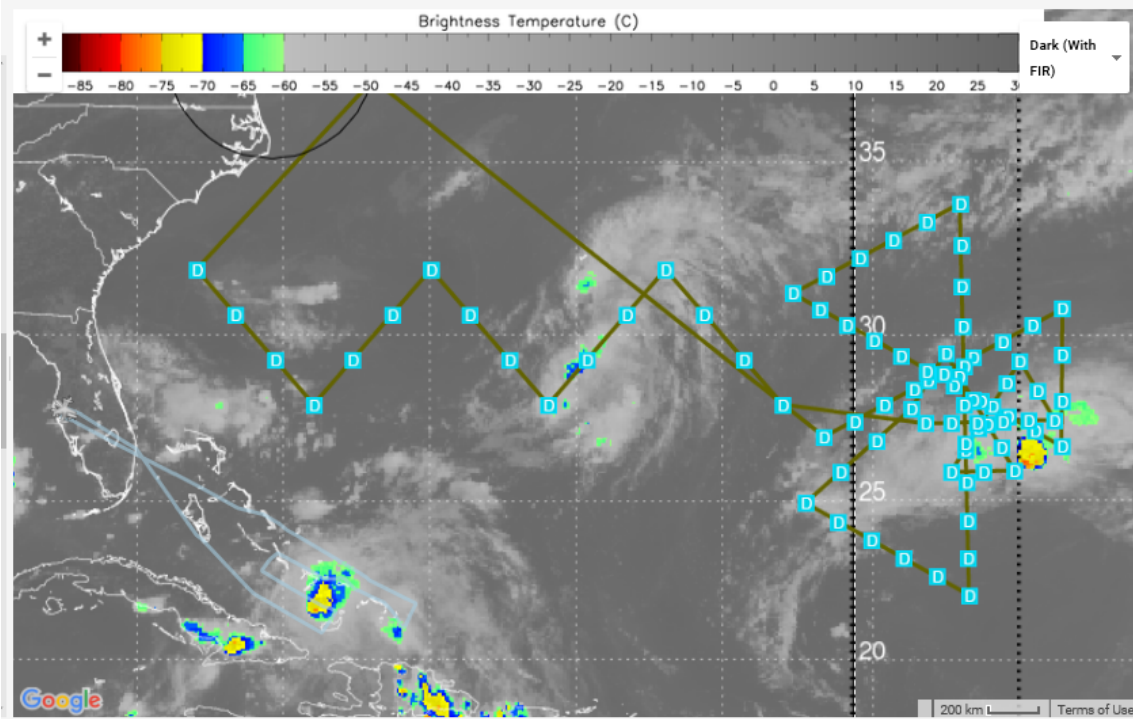 Brightness Temperature (C)
+
−
-85 -80 -75 -70 -65 -60 -55 -50 -45 -40 -35 -30 -25 -20 -15 -10 -5 0 5 10 15 20 25 3
Dark (With
FIR)
35
D
D
D
D
D D D
D D
D
D D D D D D D
D D D 30 D D
D D D D D D D
D D D D
D D D D D D
D D D D D
D D D D D
D D D D
25
D D D
D D D
D D
D
20
Google
200 km
Terms of Use